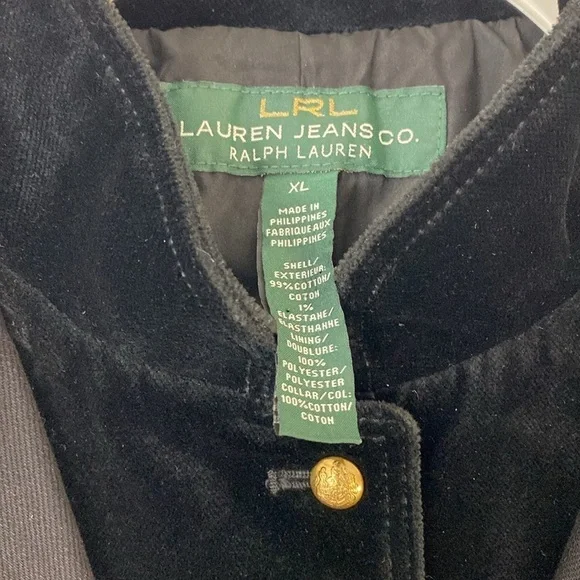 LRL
LAUREN JEANS CO.
RALPH LAUREN
XL
MADE IN
PHILIPPINES
FABRIQUE AUX
PHILIPPINES
SHELL/
EXTERIEUR:
99% COTTON/
COTON
1%
ELASTANE/
ELASTHANNE
LINING/
DOUBLURE:
100%
POLYESTER/
POLYESTER
COLLAR/COL:
100% COTTON/
COTON